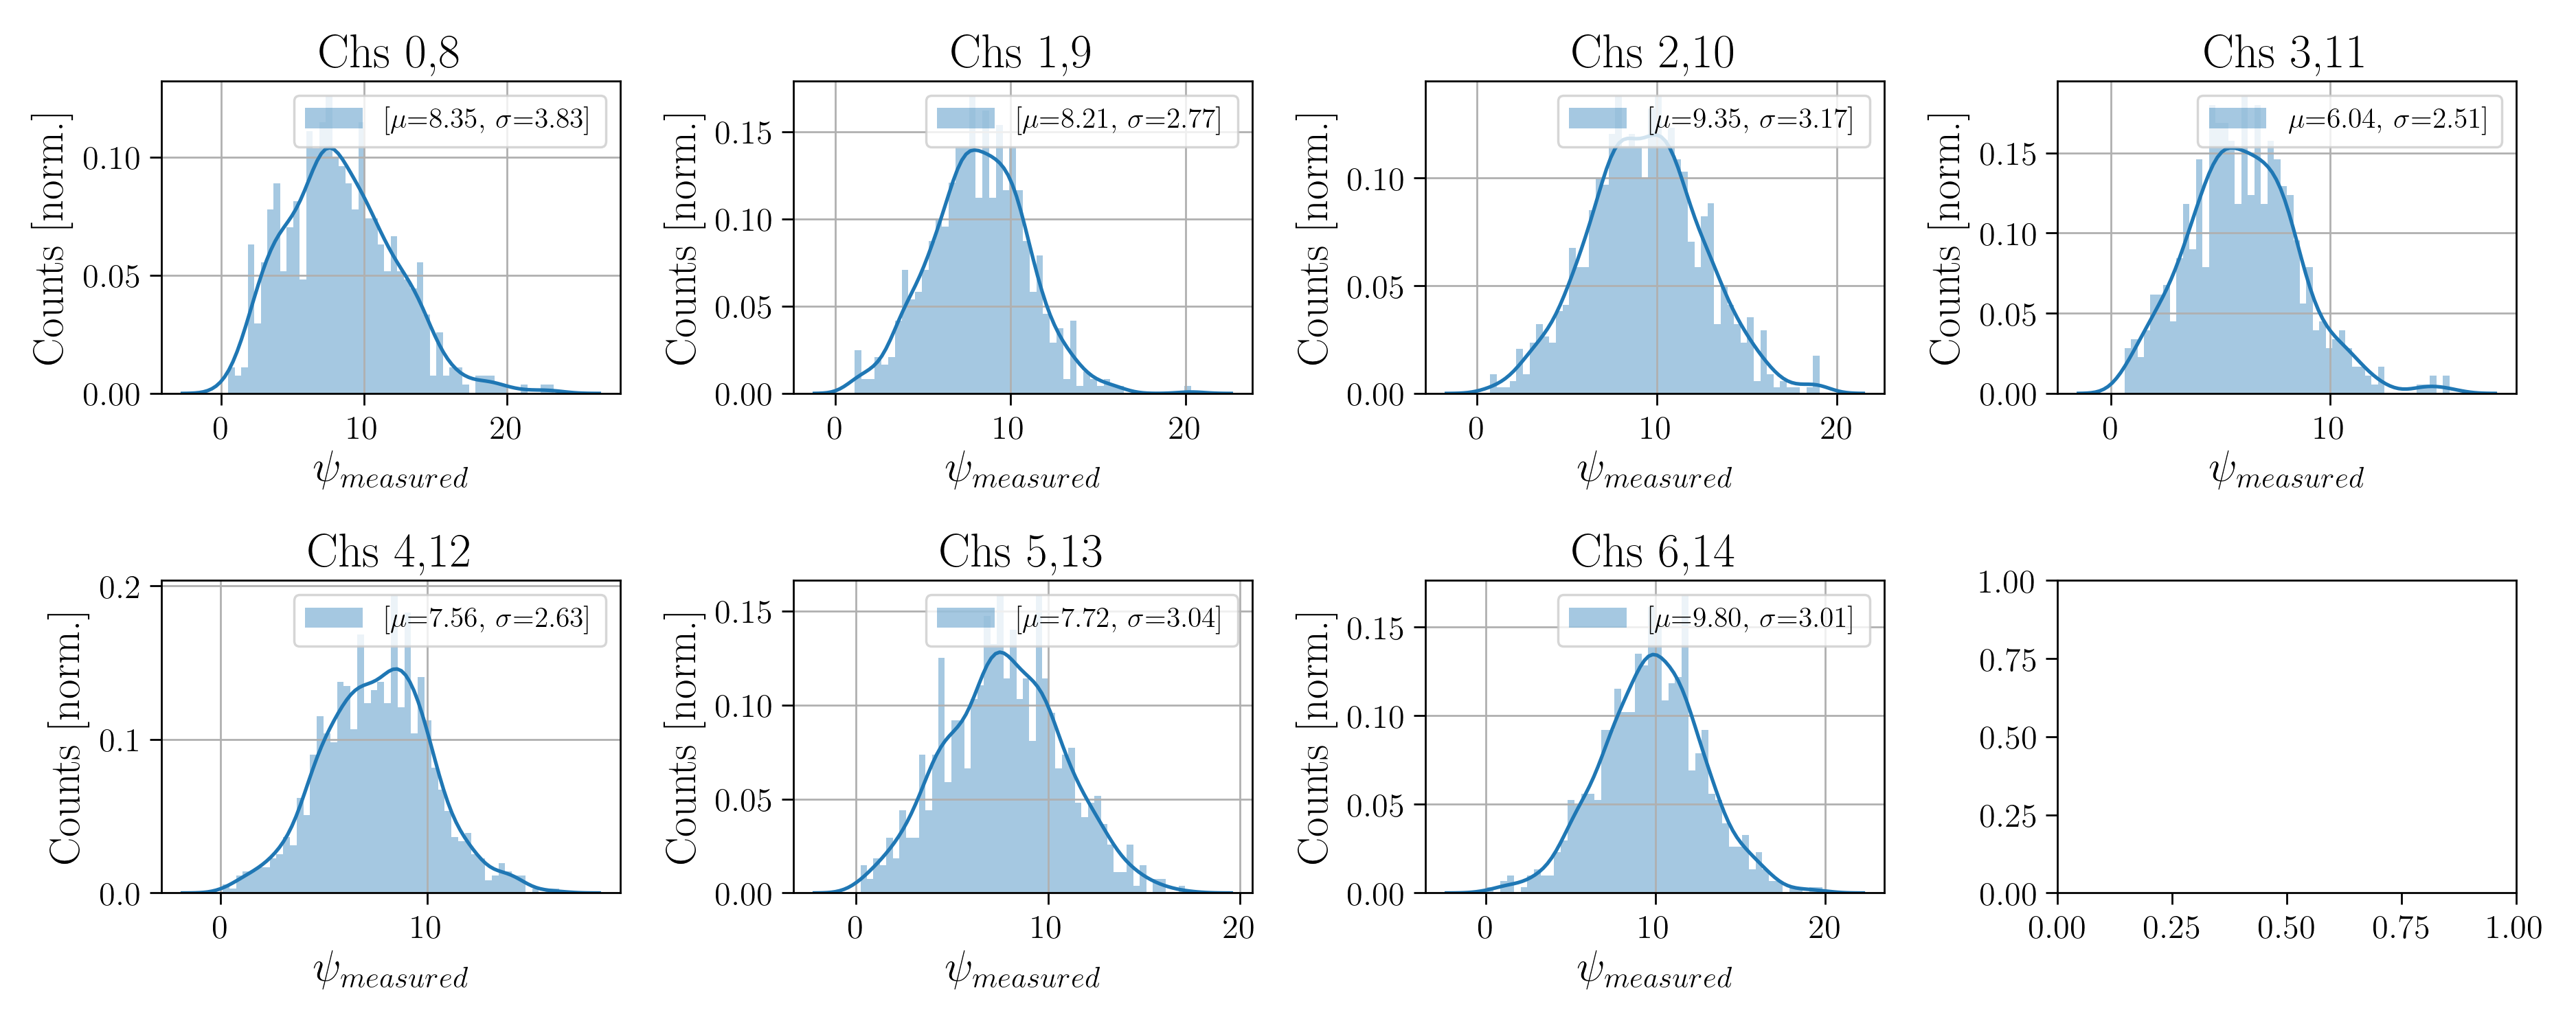 Chs 0,8
Counts [norm.]
0.10
0.05
0.00
[μ=8.35, σ=3.83]
0 10 20
ψmeasured
Chs 1,9
Counts [norm.]
0.15
0.10
0.05
0.00
[μ=8.21, σ=2.77]
0 10 20
ψmeasured
Chs 2,10
Counts [norm.]
0.10
0.05
0.00
[μ=9.35, σ=3.17]
0 10 20
ψmeasured
Chs 3,11
Counts [norm.]
0.15
0.10
0.05
0.00
μ=6.04, σ=2.51]
0 10
ψmeasured
Chs 4,12
Counts [norm.]
0.2
0.1
0.0
[μ=7.56, σ=2.63]
0 10
ψmeasured
Chs 5,13
Counts [norm.]
0.15
0.10
0.05
0.00
[μ=7.72, σ=3.04]
0 10 20
ψmeasured
Chs 6,14
Counts [norm.]
0.15
0.10
0.05
0.00
[μ=9.80, σ=3.01]
0 10 20
ψmeasured
1.00
0.75
0.50
0.25
0.00
0.00 0.25 0.50 0.75 1.00